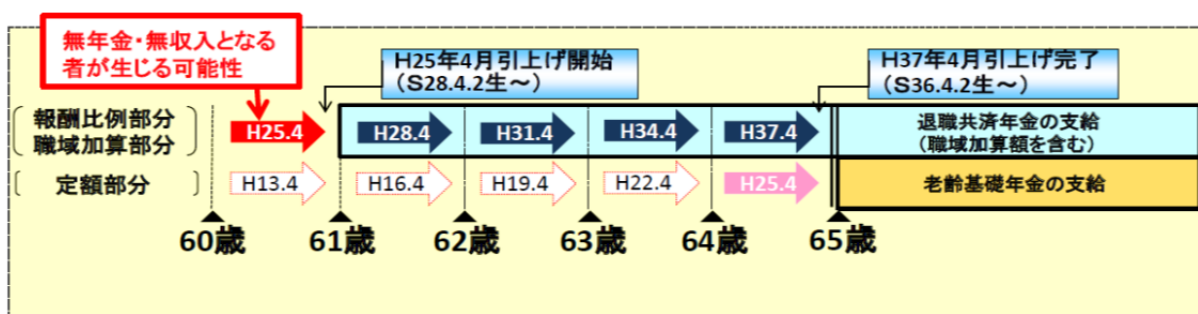 無年金・無収入となる
者が生じる可能性
H25年4月引上げ開始
（S28.4.2生～）
H37年4月引上げ完了
（S36.4.2生～）
報酬比例部分
職域加算部分
H25.4
H28.4
H31.4
H34.4
H37.4
退職共済年金の支給
（職域加算額を含む）
定額部分
H13.4
H16.4
H19.4
H22.4
H25.4
老齢基礎年金の支給
60歳
61歳
62歳
63歳
64歳
65歳